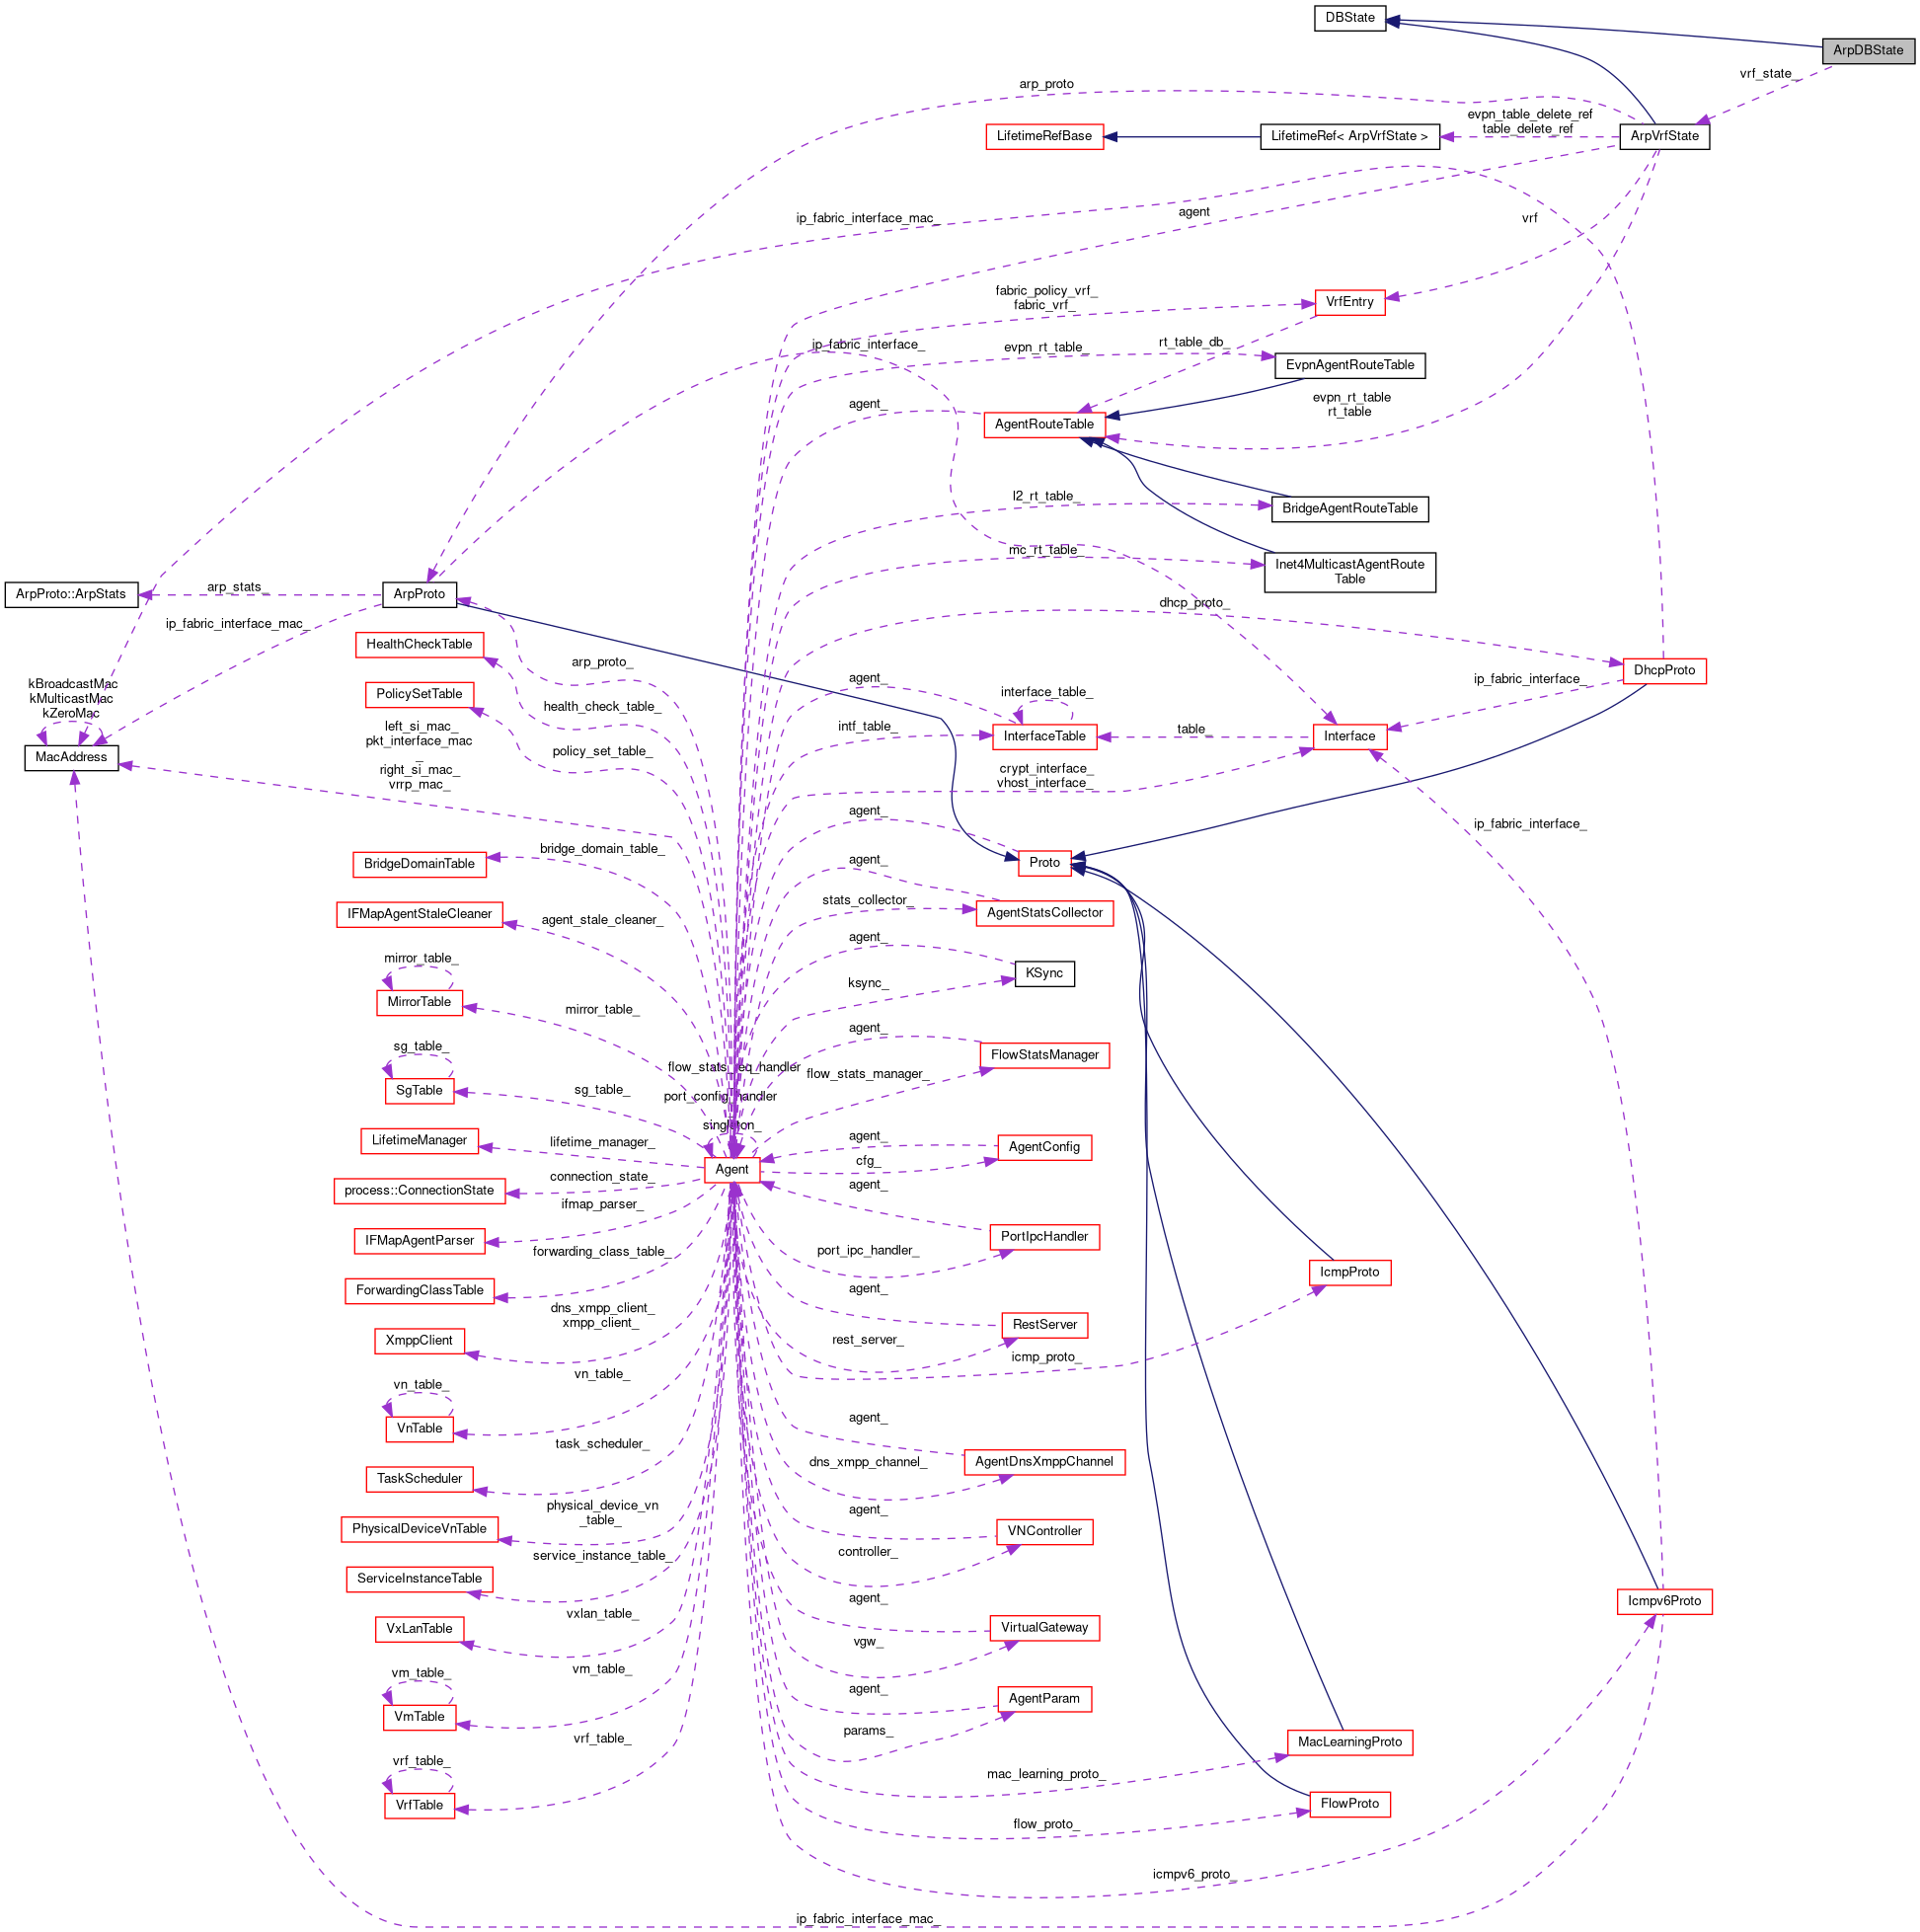 DBState
ArpDBState
vrf_state_
arp_proto
evpn_table_delete_ref
table_delete_ref
LifetimeRefBase
LifetimeRef< ArpVrfState >
ArpVrfState
ip_fabric_interface_mac_
agent
vrf
fabric_policy_vrf_
fabric_vrf_
VrfEntry
ip_fabric_interface_
evpn_rt_table_
rt_table_db_
EvpnAgentRouteTable
agent_
evpn_rt_table
rt_table
AgentRouteTable
l2_rt_table_
BridgeAgentRouteTable
mc_rt_table_
Inet4MulticastAgentRoute
Table
ArpProto::ArpStats
arp_stats_
ArpProto
dhcp_proto_
ip_fabric_interface_mac_
HealthCheckTable
arp_proto_
DhcpProto
kBroadcastMac
kMulticastMac
kZeroMac
PolicySetTable
health_check_table_
agent_
interface_table_
ip_fabric_interface_
left_si_mac_
pkt_interface_mac
_
right_si_mac_
vrrp_mac_
intf_table_
InterfaceTable
table_
Interface
MacAddress
policy_set_table_
crypt_interface_
vhost_interface_
agent_
ip_fabric_interface_
BridgeDomainTable
bridge_domain_table_
agent_
Proto
IFMapAgentStaleCleaner
agent_stale_cleaner_
stats_collector_
AgentStatsCollector
mirror_table_
agent_
KSync
MirrorTable
mirror_table_
ksync_
sg_table_
agent_
FlowStatsManager
flow_stats_req_handler
flow_stats_manager_
SgTable
sg_table_
port_config_handler
singleton_
LifetimeManager
lifetime_manager_
agent_
AgentConfig
Agent
cfg_
process::ConnectionState
connection_state_
agent_
ifmap_parser_
IFMapAgentParser
PortIpcHandler
forwarding_class_table_
port_ipc_handler_
IcmpProto
ForwardingClassTable
agent_
dns_xmpp_client_
xmpp_client_
RestServer
XmppClient
rest_server_
icmp_proto_
vn_table_
vn_table_
VnTable
agent_
task_scheduler_
TaskScheduler
dns_xmpp_channel_
AgentDnsXmppChannel
physical_device_vn
_table_
PhysicalDeviceVnTable
agent_
VNController
service_instance_table_
controller_
ServiceInstanceTable
agent_
Icmpv6Proto
vxlan_table_
VxLanTable
VirtualGateway
vgw_
vm_table_
vm_table_
VmTable
agent_
AgentParam
params_
vrf_table_
MacLearningProto
vrf_table_
VrfTable
mac_learning_proto_
FlowProto
flow_proto_
icmpv6_proto_
ip_fabric_interface_mac_